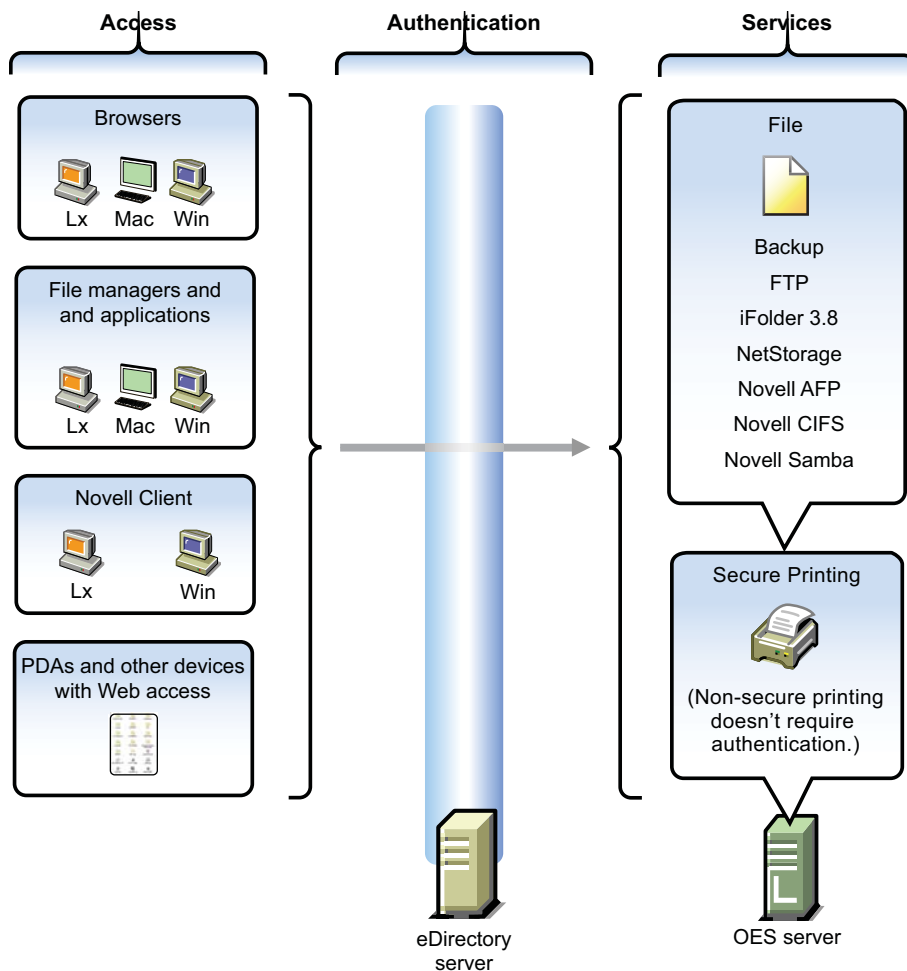 Access
Authentication
Services
Browsers
Lx Mac Win
File managers and
and applications
Lx Mac Win
Novell Client
Lx Win
PDAs and other devices
with Web access
eDirectory
server
File
Backup
FTP
iFolder 3.8
NetStorage
Novell AFP
Novell CIFS
Novell Samba
Secure Printing
(Non-secure printing
doesn’t require
authentication.)
OES server